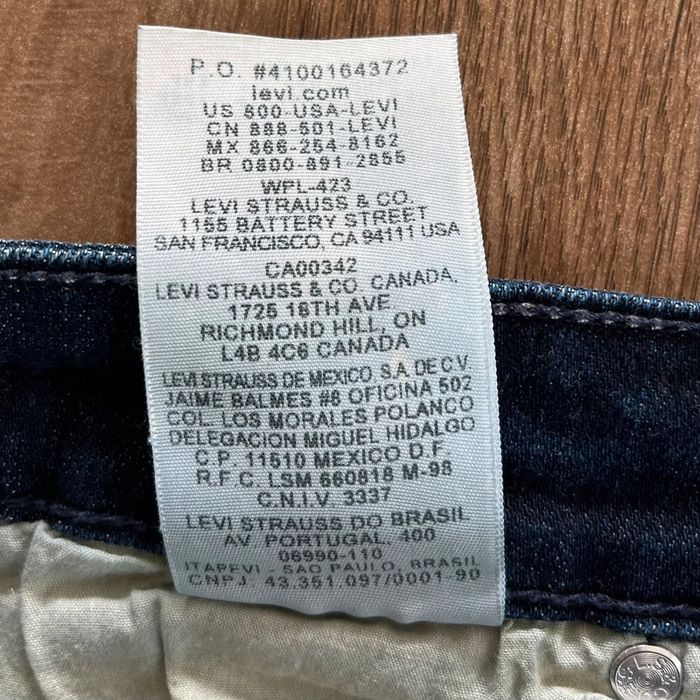 P.O. #4100164372
levi.com
US 800-USA-LEVI
CN 888-501-LEVI
MX 866-254-8162
BR 0800-891-2855
WPL-423
LEVI STRAUSS & CO.
1155 BATTERY STREET
SAN FRANCISCO, CA 94111 USA
CA00342
LEVI STRAUSS & CO. CANADA,
1725 16TH AVE.
RICHMOND HILL, ON
L4B 4C6 CANADA
LEVI STRAUSS DE MEXICO S.A. DE C.V
JAIME BALMES #8 OFICINA 502
COL. LOS MORALES POLANCO
DELEGACION MIGUEL HIDALGO
C.P. 11510 MEXICO D.F.
R.F.C. LSM 660818 M-98
C.N.I.V 3337
LEVI STRAUSS DO BRASIL
AV. PORTUGAL, 400
06990-110
ITAPEVI - SAO PAULO, BRASIL
CNPJ: 43.351.097/0001-90